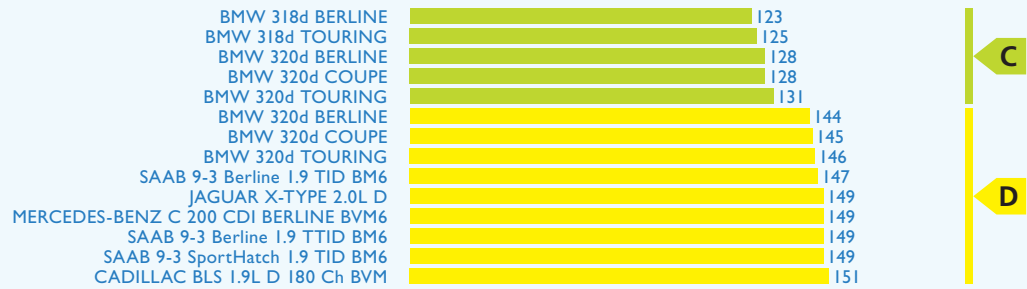 BMW 318d BERLINE 123
BMW 318d TOURING 125
BMW 320d BERLINE 128
C
BMW 320d COUPE 128
BMW 320d TOURING 131
BMW 320d BERLINE 144
BMW 320d COUPE 145
BMW 320d TOURING 146
SAAB 9-3 Berline 1.9 TID BM6 147
JAGUAR X-TYPE 2.0L D 149
D
MERCEDES-BENZ C 200 CDI BERLINE BVM6 149
SAAB 9-3 Berline 1.9 TTID BM6 149
SAAB 9-3 SportHatch 1.9 TID BM6 149
CADILLAC BLS 1.9L D 180 Ch BVM 151